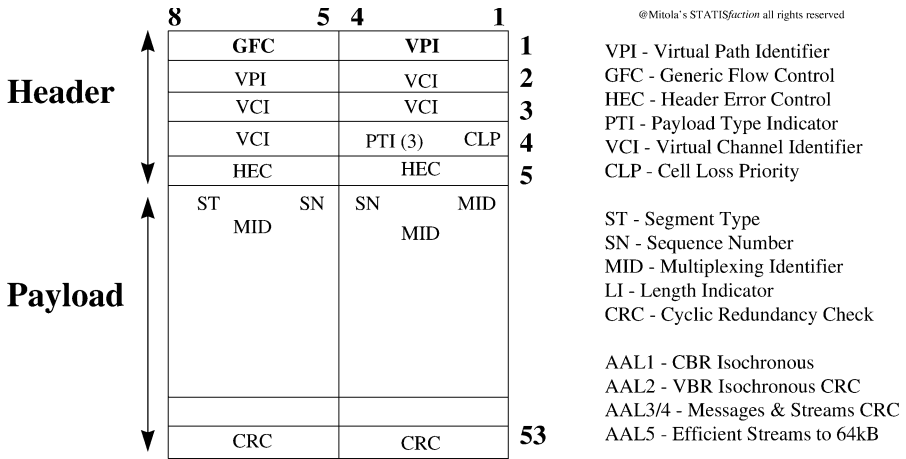 @Mitola's STATISfaction all rights reserved
8 5 4 1
GFC VPI 1
VPI VCI 2
VCI VCI 3
VCI PTI (3) CLP 4
HEC HEC 5
Header
ST SN SN MID
MID MID
Payload
CRC CRC 53
VPI - Virtual Path Identifier
GFC - Generic Flow Control
HEC - Header Error Control
PTI - Payload Type Indicator
VCI - Virtual Channel Identifier
CLP - Cell Loss Priority
ST - Segment Type
SN - Sequence Number
MID - Multiplexing Identifier
LI - Length Indicator
CRC - Cyclic Redundancy Check
AAL1 - CBR Isochronous
AAL2 - VBR Isochronous CRC
AAL3/4 - Messages & Streams CRC
AAL5 - Efficient Streams to 64kB